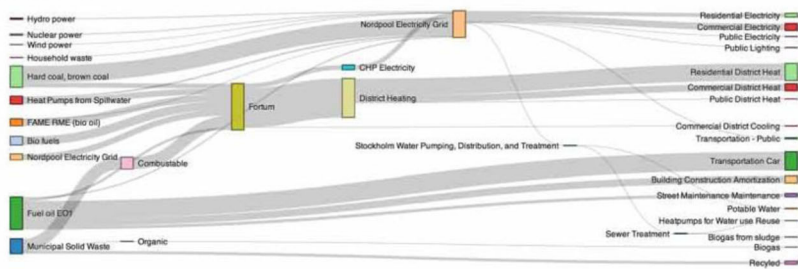 Hydro power
Nuclear power
Wind power
Household waste
Hard coal, brown coal
Heat Pumps from Spillwater
FAME RME (bio oil)
Bio fuels
Nordpool Electricity Grid
Fuel oil EO1
Municipal Solid Waste
Combustable
Organic
Fortum
Nordpool Electricity Grid
CHP Electricity
District Heating
Stockholm Water Pumping, Distribution, and Treatment
Sewer Treatment
Residential Electricity
Commercial Electricity
Public Electricity
Public Lighting
Residential District Heat
Commercial District Heat
Public District Heat
Commercial District Cooling
Transportation - Public
Transportation Car
Building Construction Amortization
Street Maintenance Maintenance
Potable Water
Heatpumps for Water use Reuse
Biogas from sludge
Biogas
Recyled